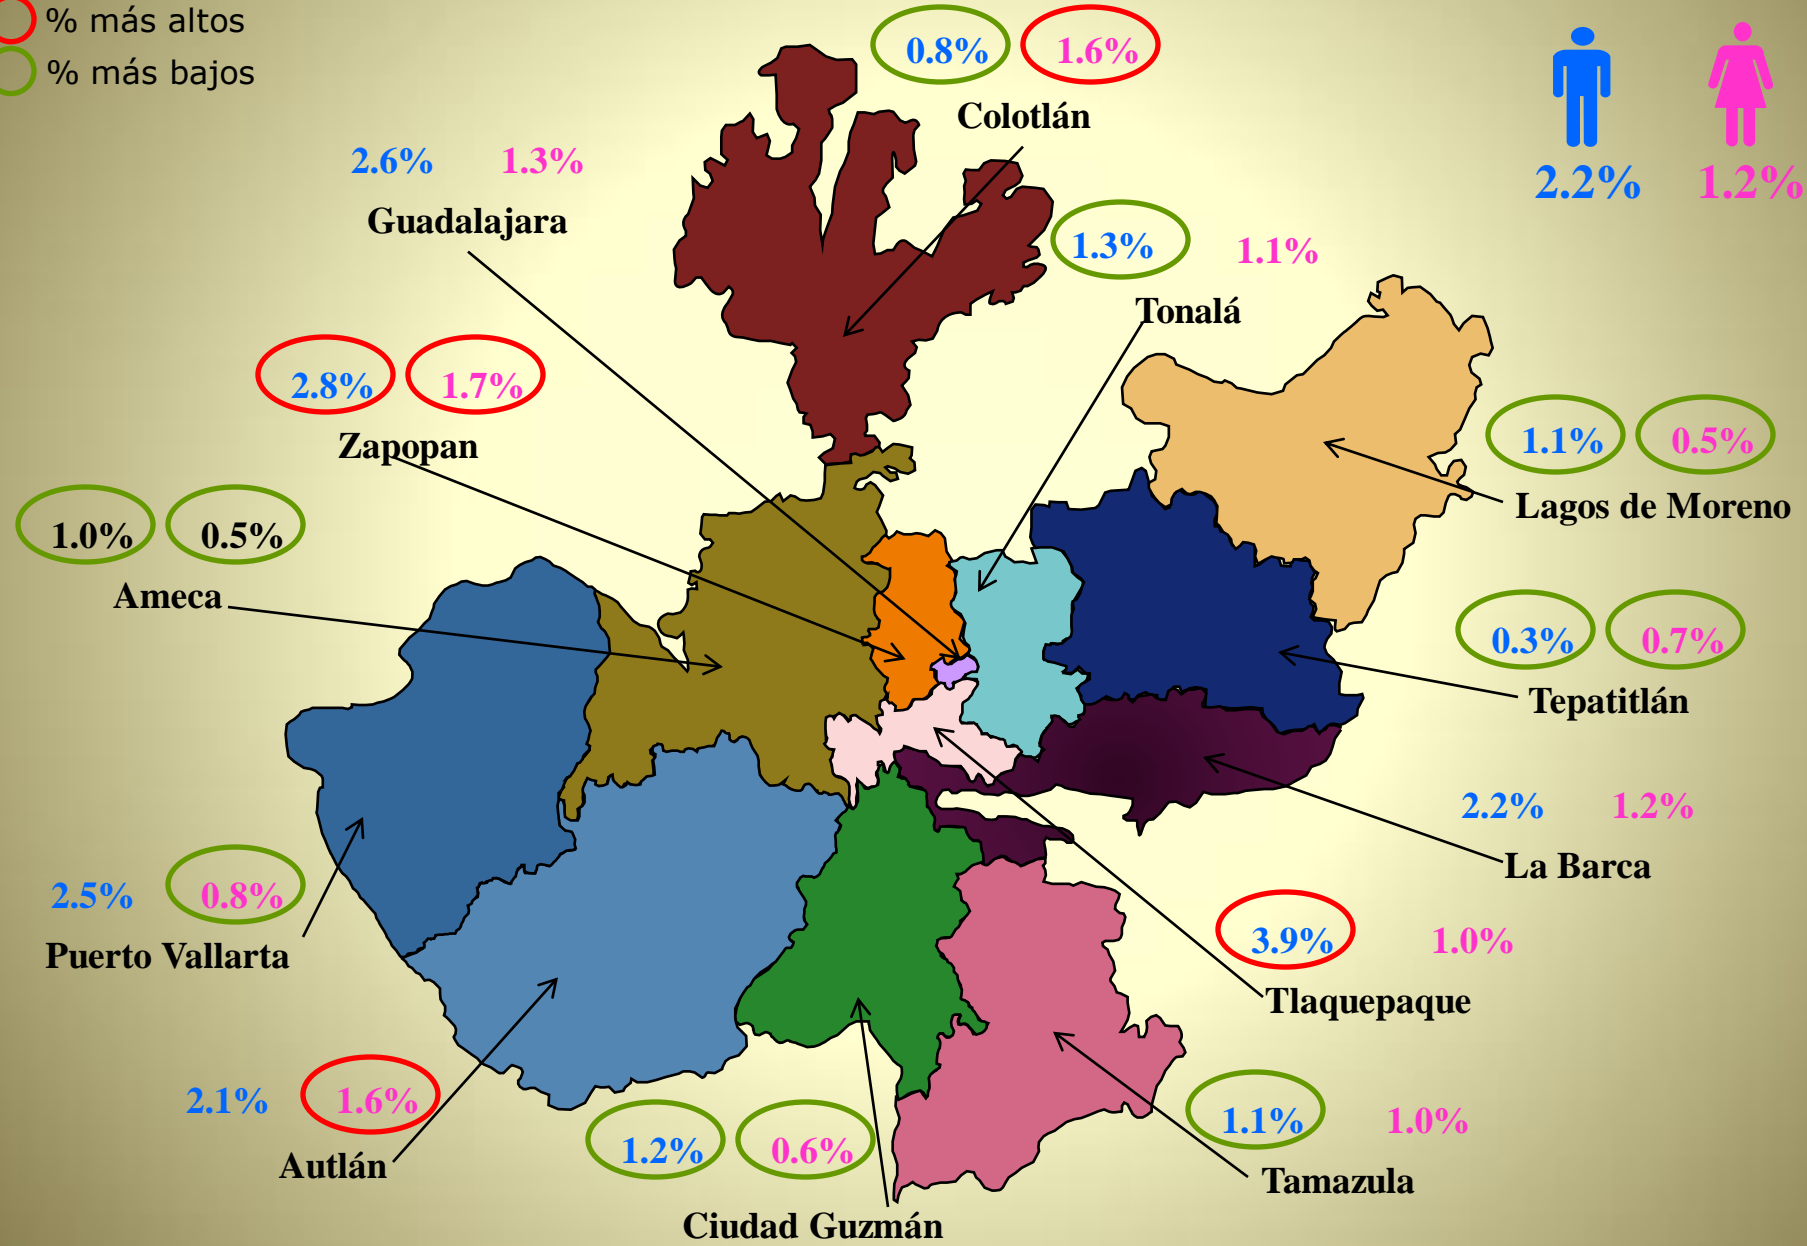 % más altos
% más bajos
0.8% 1.6%
Colotlán
2.2% 1.2%
2.6% 1.3%
Guadalajara
1.3% 1.1%
Tonalá
2.8% 1.7%
Zapopan
1.1% 0.5%
Lagos de Moreno
1.0% 0.5%
Ameca
0.3% 0.7%
Tepatitlán
2.2% 1.2%
La Barca
2.5% 0.8%
Puerto Vallarta
3.9% 1.0%
Tlaquepaque
2.1% 1.6%
Autlán
1.2% 0.6%
Ciudad Guzmán
1.1% 1.0%
Tamazula